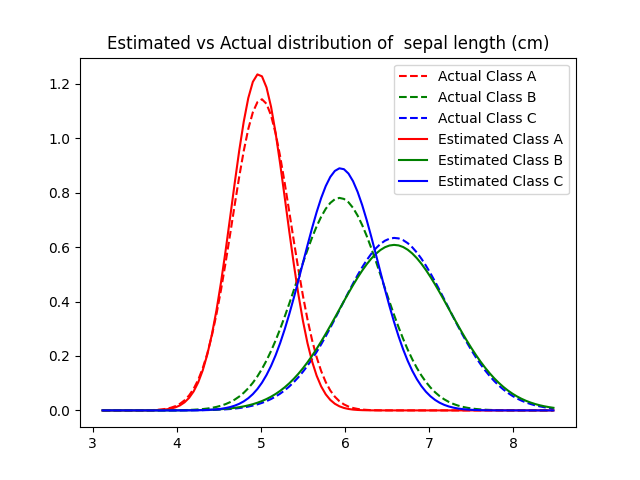 Estimated vs Actual distribution of  sepal length (cm)
1.2
1.0
0.8
0.6
0.4
0.2
0.0
Actual Class A
Actual Class B
Actual Class C
Estimated Class A
Estimated Class B
Estimated Class C
3 4 5 6 7 8